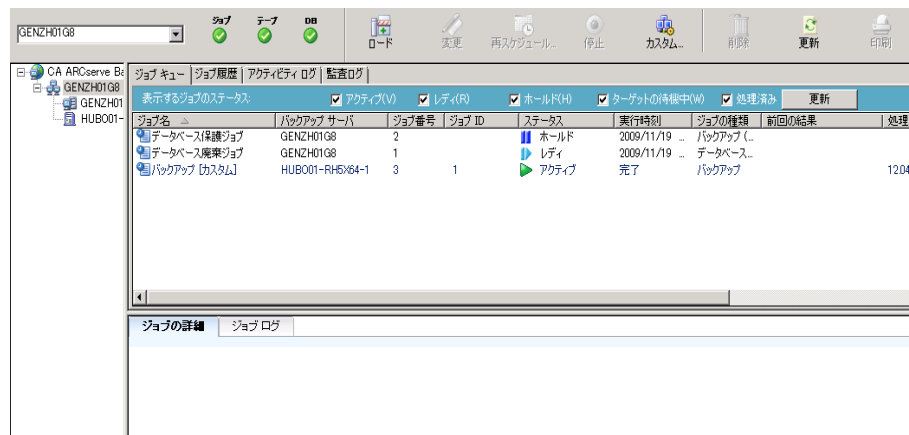 GENZH01G8
ジョブ テープ DB
ロード 変更 再スケジュール... 停止 カスタム... 削除 更新 印刷
CA ARCserve Ba
GENZH01G8
GENZH01
HUBO01-
ジョブ キュー ジョブ履歴 アクティビティ ログ 監査ログ
表示するジョブのステータス: アクティブ(V) レディ(R) ホールド(H) ターゲットの待機中(W) 処理済み 更新
ジョブ名 バックアップ サーバ ジョブ番号 ジョブ ID ステータス 実行時刻 ジョブの種類 前回の結果 処理
データベース保護ジョブ GENZH01G8 2 ホールド 2009/11/19 ... バックアップ (...
データベース廃棄ジョブ GENZH01G8 1 レディ 2009/11/19 ... データベース...
バックアップ [カスタム] HUBO01-RH5X64-1 3 1 アクティブ 完了 バックアップ 12.04
ジョブの詳細 ジョブ ログ